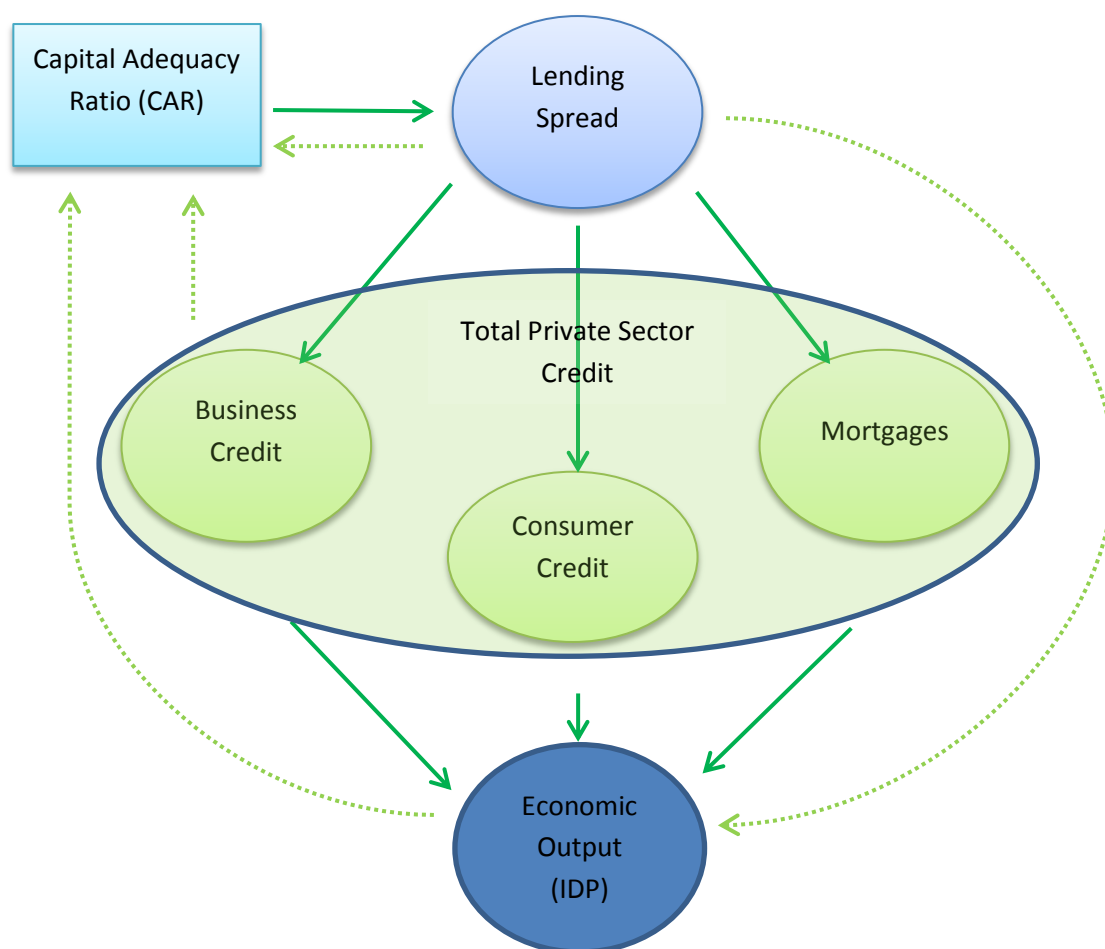 Capital Adequacy
Ratio (CAR)
Lending
Spread
Total Private Sector
Credit
Business
Credit
Mortgages
Consumer
Credit
Economic
Output
(IDP)